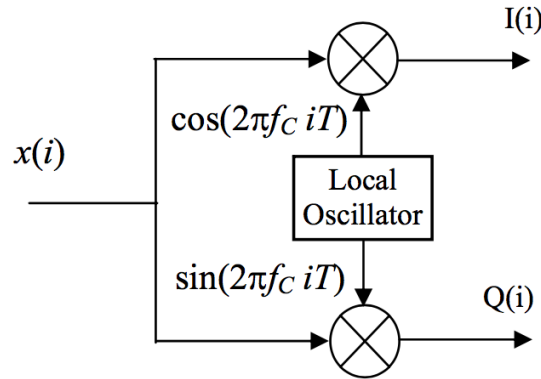 I(i)
cos(2πf_C iT)
x(i)
Local
Oscillator
sin(2πf_C iT)
Q(i)